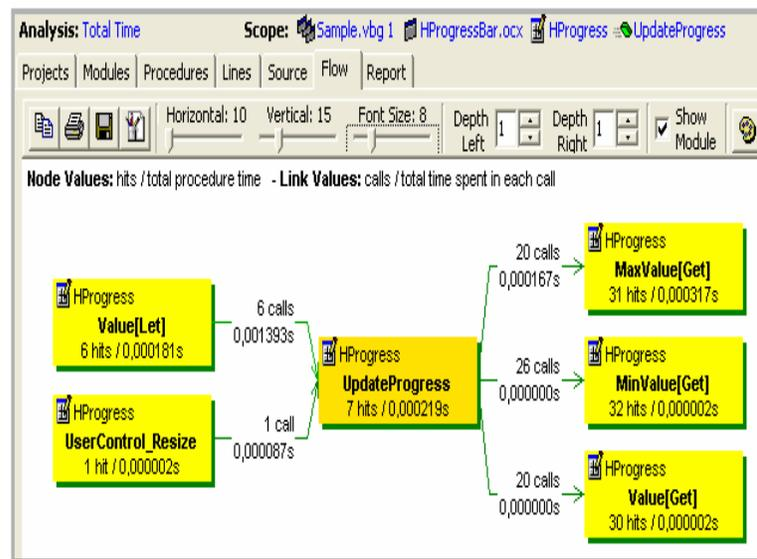 Analysis: Total Time Scope: Sample.vbg 1 HProgressBar.ocx HProgress UpdateProgress
Projects Modules Procedures Lines Source Flow Report
Horizontal: 10 Vertical: 15 Font Size: 8 Depth Left 1 Depth Right 1 Show Module
Node Values: hits / total procedure time - Link Values: calls / total time spent in each call
HProgress
Value[Let]
6 hits / 0,000181s
6 calls
0,001393s
HProgress
UserControl_Resize
1 hit / 0,000002s
1 call
0,000087s
HProgress
UpdateProgress
7 hits / 0,000219s
20 calls
0,000167s
HProgress
MaxValue[Get]
31 hits / 0,000317s
26 calls
0,000000s
HProgress
MinValue[Get]
32 hits / 0,000002s
20 calls
0,000000s
HProgress
Value[Get]
30 hits / 0,000002s